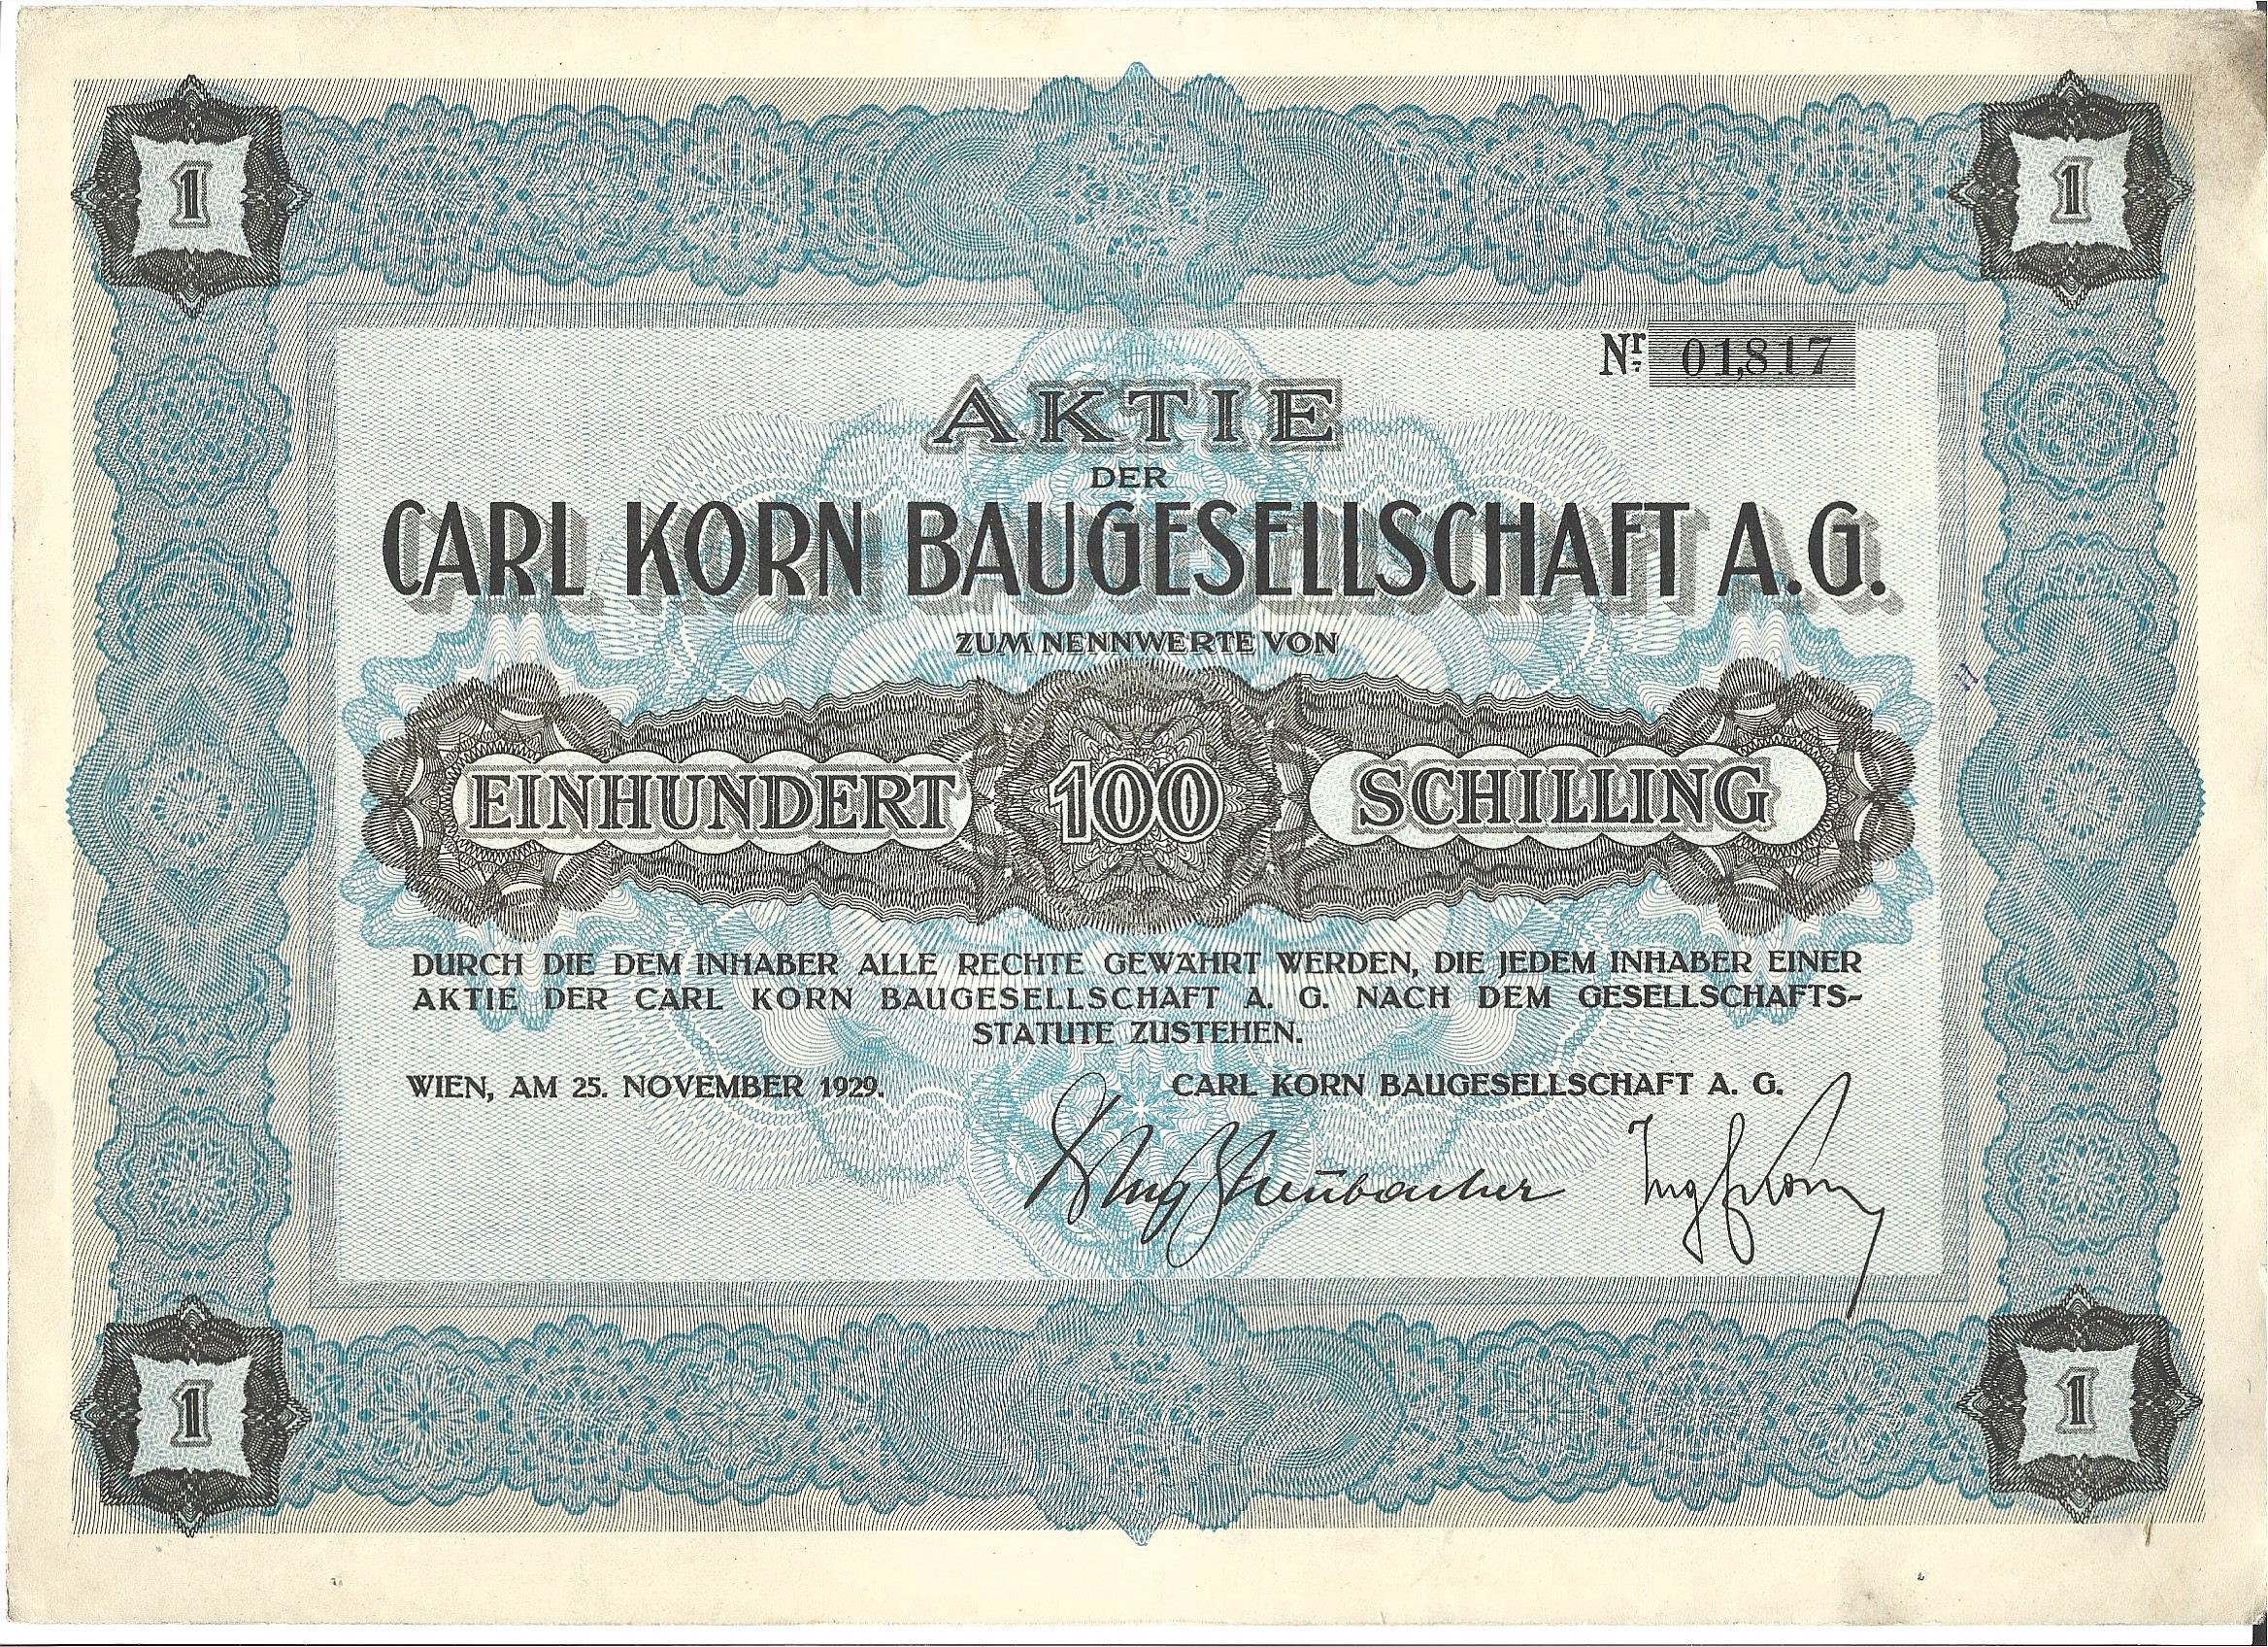 1
1
Nr. 01,817
AKTIE
DER
CARL KORN BAUGESELLSCHAFT A.G.
ZUM NENNWERTE VON
EINHUNDERT 100 SCHILLING
DURCH DIE DEM INHABER ALLE RECHTE GEWÄHRT WERDEN, DIE JEDEM INHABER EINER
AKTIE DER CARL KORN BAUGESELLSCHAFT A. G. NACH DEM GESELLSCHAFTS-
STATUTE ZUSTEHEN.
WIEN, AM 25. NOVEMBER 1929.
CARL KORN BAUGESELLSCHAFT A. G.
1
1